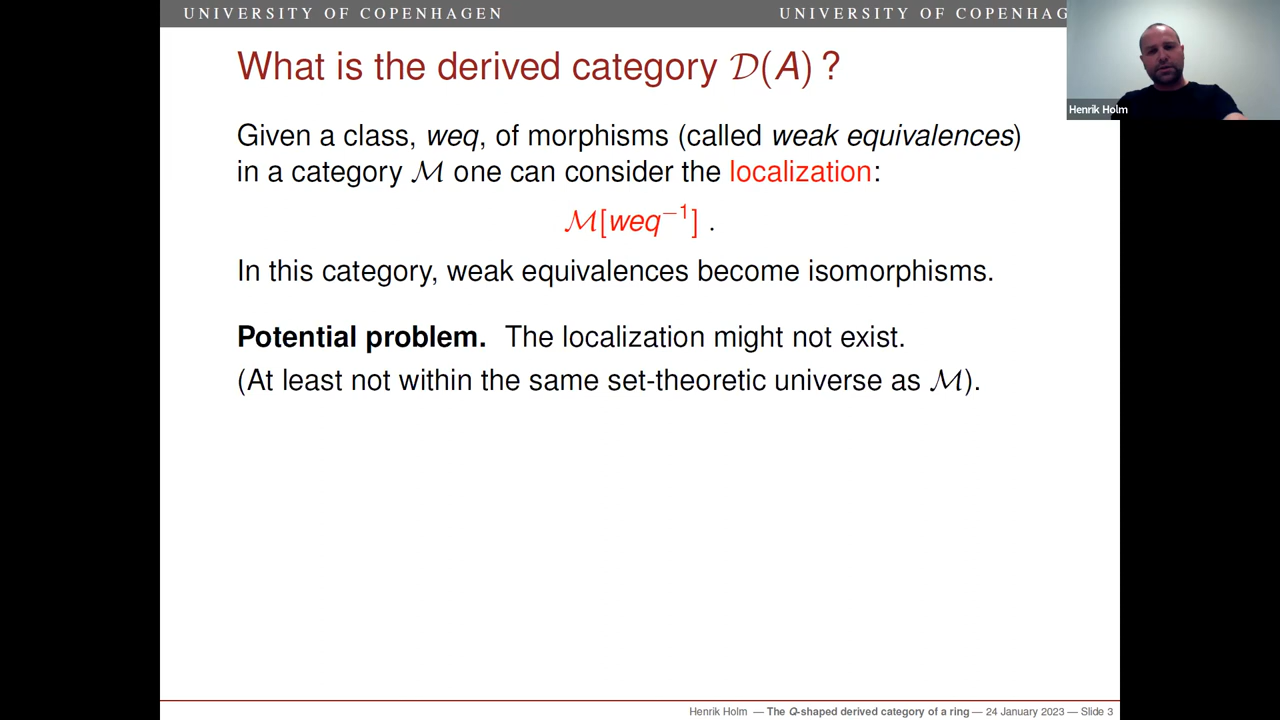 UNIVERSITY OF COPENHAGEN
UNIVERSITY OF COPENHAG
Henrik Holm
What is the derived category 𝒟(A) ?
Given a class, weq, of morphisms (called weak equivalences)
in a category ℳ one can consider the localization:
ℳ[weq⁻¹] .
In this category, weak equivalences become isomorphisms.
Potential problem. The localization might not exist.
(At least not within the same set-theoretic universe as ℳ).
Henrik Holm — The Q-shaped derived category of a ring — 24 January 2023 — Slide 3